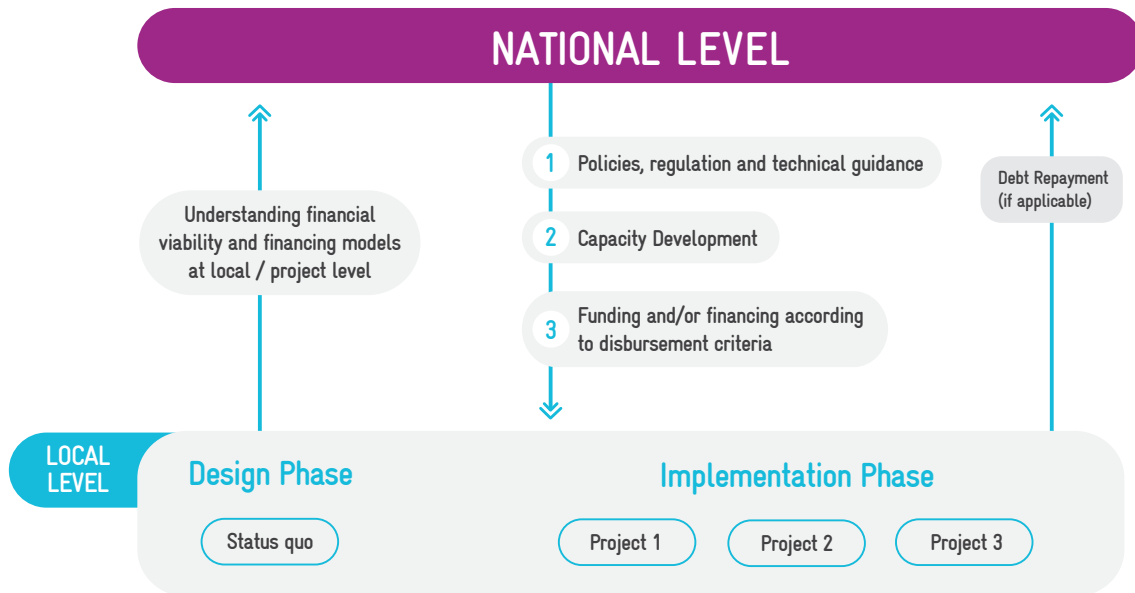 NATIONAL LEVEL
Understanding financial
viability and financing models
at local / project level
1 Policies, regulation and technical guidance
2 Capacity Development
3 Funding and/or financing according
to disbursement criteria
Debt Repayment
(if applicable)
LOCAL
LEVEL
Design Phase
Status quo
Implementation Phase
Project 1
Project 2
Project 3